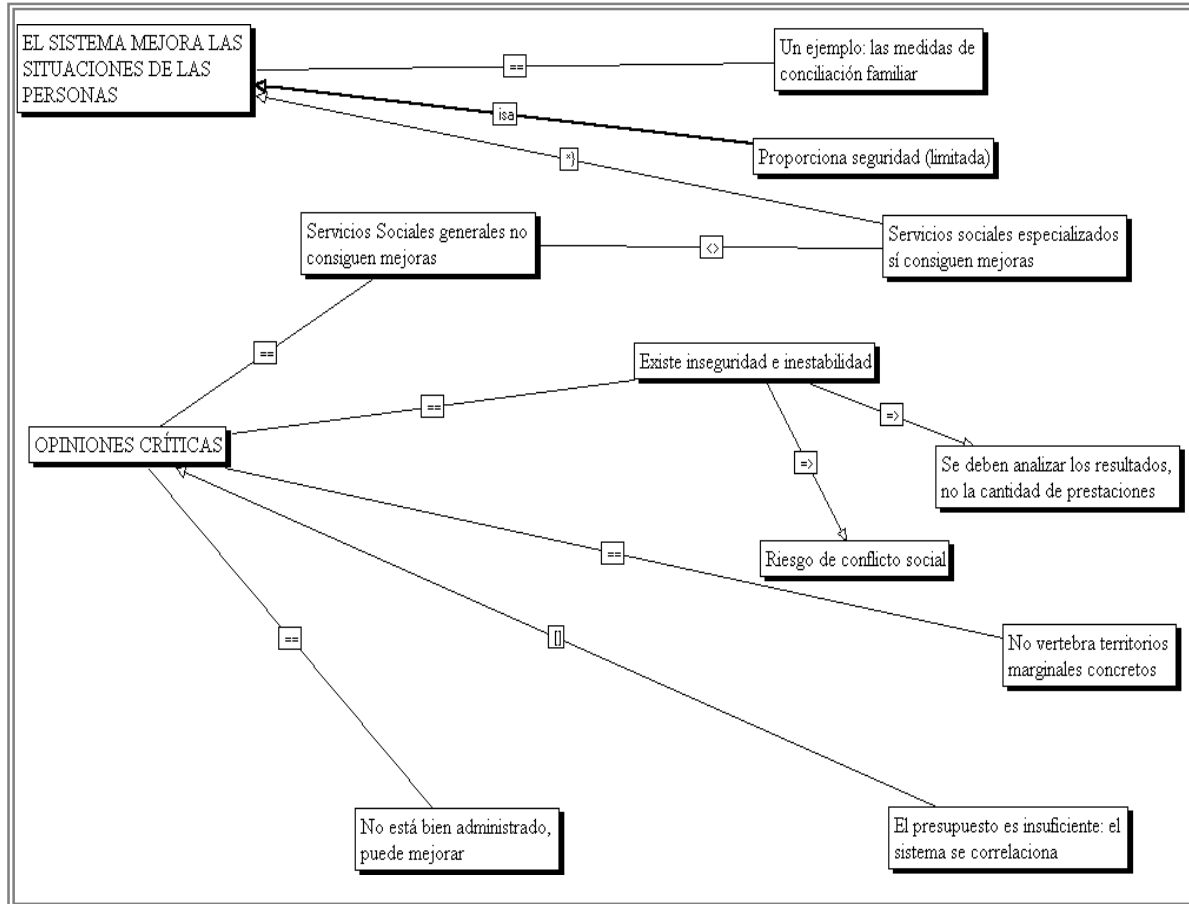 EL SISTEMA MEJORA LAS
SITUACIONES DE LAS
PERSONAS
==
Un ejemplo: las medidas de
conciliación familiar
isa
Proporciona seguridad (limitada)
*}
Servicios Sociales generales no
consiguen mejoras
<>
Servicios sociales especializados
sí consiguen mejoras
==
Existe inseguridad e inestabilidad
==
=>
OPINIONES CRÍTICAS
=>
Se deben analizar los resultados,
no la cantidad de prestaciones
==
Riesgo de conflicto social
==
[]
No vertebra territorios
marginales concretos
No está bien administrado,
puede mejorar
El presupuesto es insuficiente: el
sistema se correlaciona